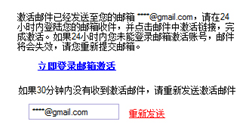 激活邮件已经发送至您的邮箱 ****@gmail.com，请在24
小时内登陆您的邮箱收件，并点击邮件中激活链接，完
成激活。如果24小时内您未能登录邮箱激活账号，邮件
将会失效，请您重新提交邮箱。
立即登录邮箱激活
如果30分钟内没有收到激活邮件，请重新发送激活邮件
****@gmail.com 重新发送